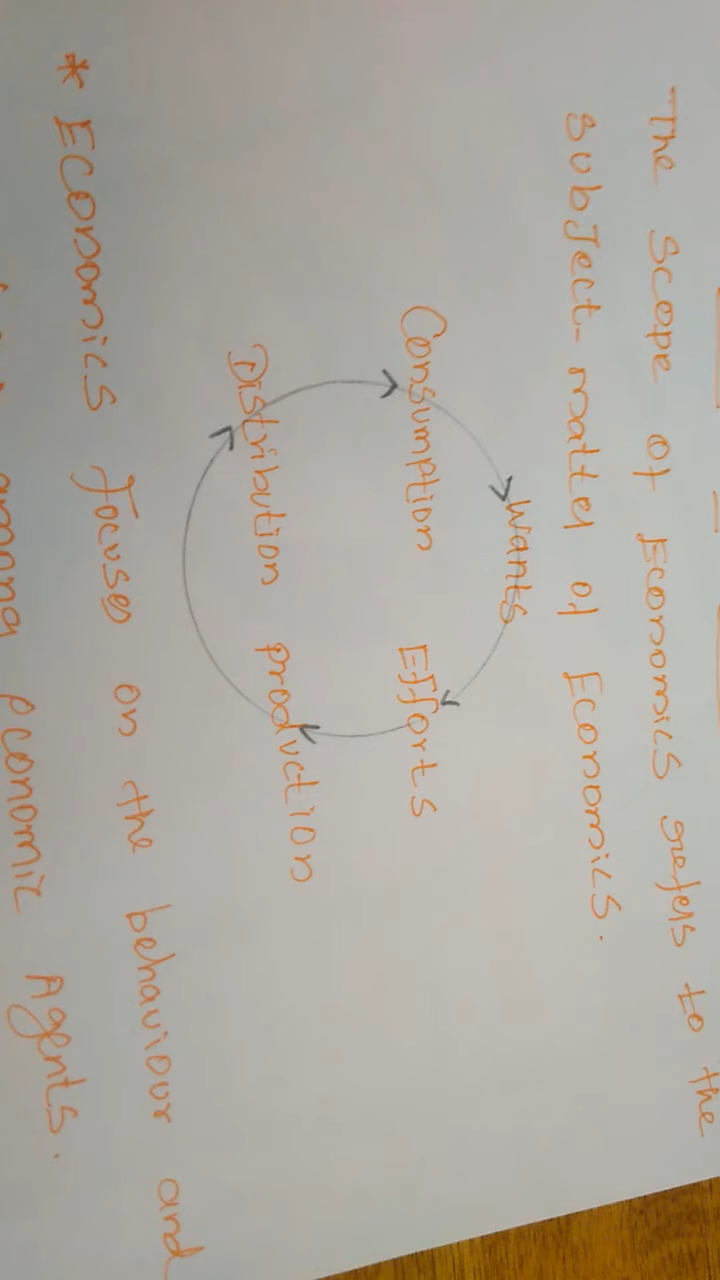 The Scope of Economics refers to the
Subject-matter of Economics.
Wants
Consumption Efforts
Distribution Production
* Economics focuses on the behaviour and
among economic Agents.